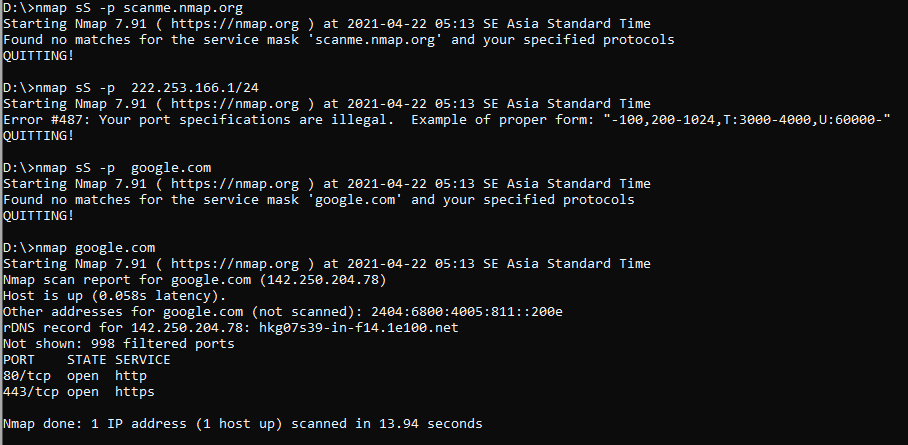 D:\>nmap sS -p scanme.nmap.org
Starting Nmap 7.91 ( https://nmap.org ) at 2021-04-22 05:13 SE Asia Standard Time
Found no matches for the service mask 'scanme.nmap.org' and your specified protocols
QUITTING!
D:\>nmap sS -p  222.253.166.1/24
Starting Nmap 7.91 ( https://nmap.org ) at 2021-04-22 05:13 SE Asia Standard Time
Error #487: Your port specifications are illegal.  Example of proper form: "-100,200-1024,T:3000-4000,U:60000-"
QUITTING!
D:\>nmap sS -p  google.com
Starting Nmap 7.91 ( https://nmap.org ) at 2021-04-22 05:13 SE Asia Standard Time
Found no matches for the service mask 'google.com' and your specified protocols
QUITTING!
D:\>nmap google.com
Starting Nmap 7.91 ( https://nmap.org ) at 2021-04-22 05:13 SE Asia Standard Time
Nmap scan report for google.com (142.250.204.78)
Host is up (0.058s latency).
Other addresses for google.com (not scanned): 2404:6800:4005:811::200e
rDNS record for 142.250.204.78: hkg07s39-in-f14.1e100.net
Not shown: 998 filtered ports
PORT    STATE SERVICE
80/tcp  open  http
443/tcp open  https
Nmap done: 1 IP address (1 host up) scanned in 13.94 seconds